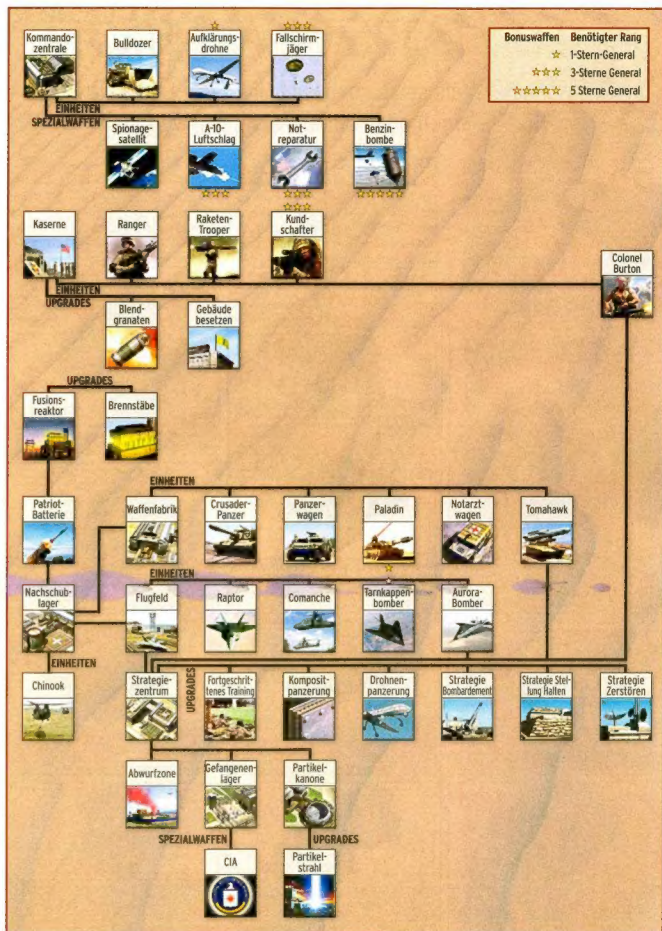 Bonuswaffen Benötigter Rang
1-Stern-General
3-Sterne General
5 Sterne General
Kommando-
zentrale
Bulldozer
Aufklärungs-
drohne
Fallschirm-
jäger
EINHEITEN
SPEZIALWAFFEN
Spionage-
satellit
A-10-
Luftschlag
Not-
reparatur
Benzin-
bombe
Kaserne
Ranger
Raketen-
Trooper
Kund-
schafter
Colonel
Burton
EINHEITEN
UPGRADES
Blend-
granaten
Gebäude
besetzen
UPGRADES
Fusions-
reaktor
Brennstäbe
EINHEITEN
Patriot-
Batterie
Waffenfabrik
Crusader-
Panzer
Panzer-
wagen
Paladin
Notarzt-
wagen
Tomahawk
EINHEITEN
Nachschub-
lager
Flugfeld
Raptor
Comanche
Tarnkappen-
bomber
Aurora-
Bomber
EINHEITEN
Chinook
Strategie-
zentrum
UPGRADES
Fortgeschrit-
tenes Training
Komposit-
panzerung
Drohnen-
panzerung
Strategie
Bombardement
Strategie Stel-
lung Halten
Strategie
Zerstören
Abwurfzone
Gefangenen-
lager
Partikel-
kanone
SPEZIALWAFFEN
UPGRADES
CIA
Partikel-
strahl